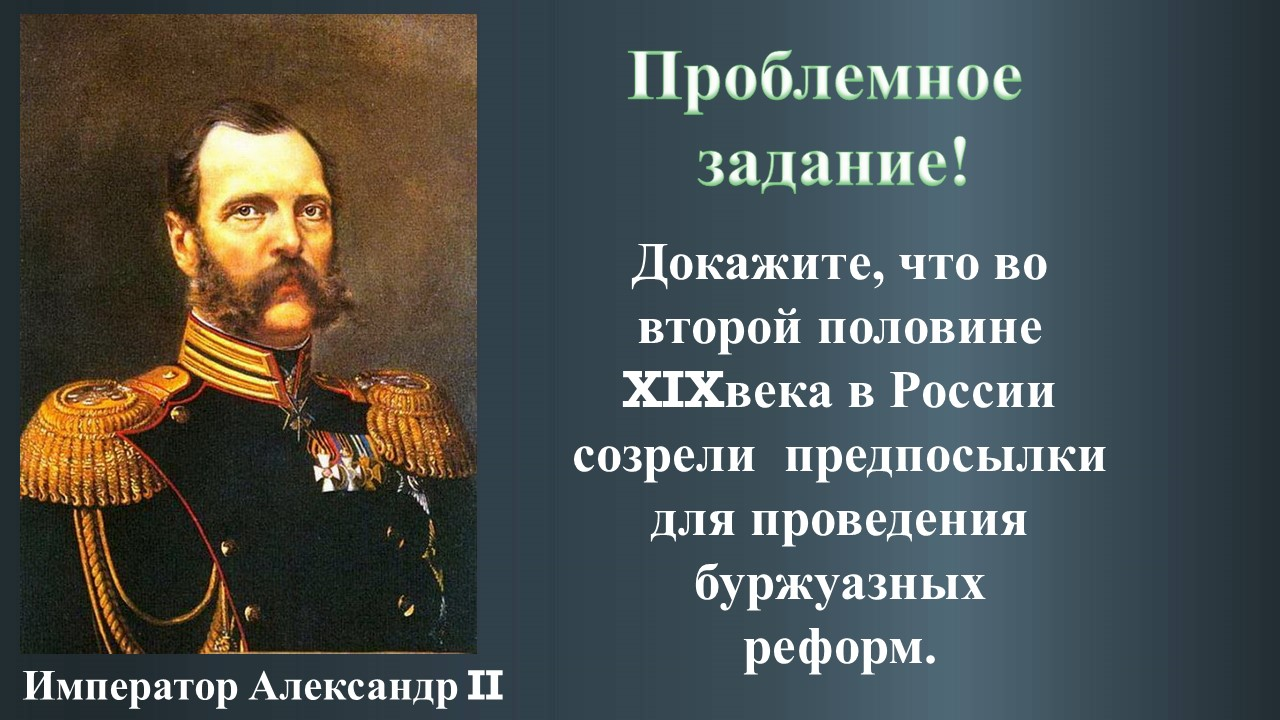 Проблемное
задание!
Докажите, что во
второй половине
XIXвека в России
созрели предпосылки
для проведения
буржуазных
реформ.
Император Александр II